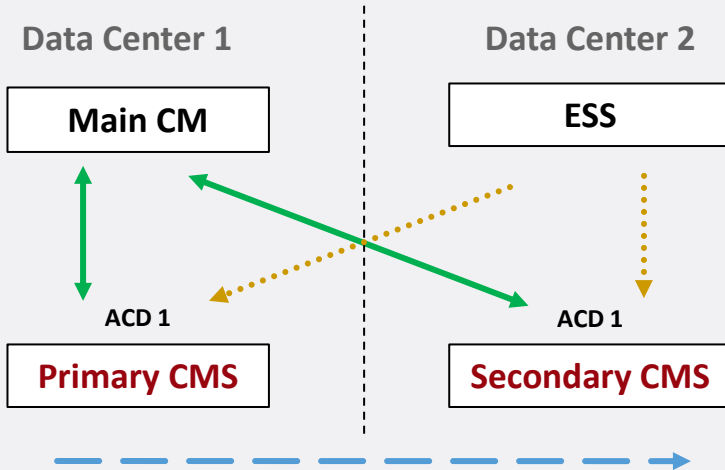 Data Center 1
Data Center 2
Main CM
ESS
ACD 1
ACD 1
Primary CMS
Secondary CMS